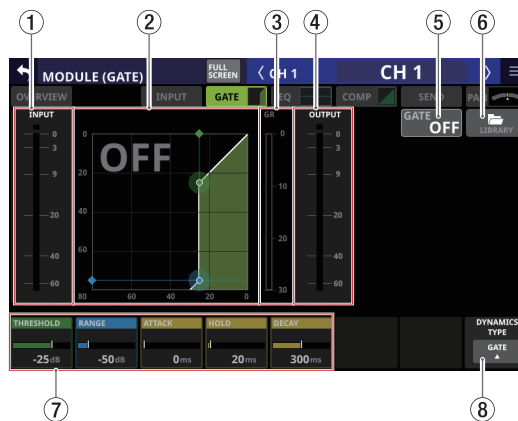 ① ② ③ ④ ⑤ ⑥
MODULE (GATE) FULL SCREEN CH 1 CH 1
OVERVIEW INPUT GATE EQ COMP SEND PAN
INPUT GR OUTPUT GATE OFF LIBRARY
OFF
0 0 0 0
3 3
9 20 10 9
20 40 20
40 60 20 40
60 30 60
80 60 40 20 0
THRESHOLD RANGE ATTACK HOLD DECAY DYNAMICS TYPE
-25dB -50dB 0ms 20ms 300ms GATE
⑦ ⑧